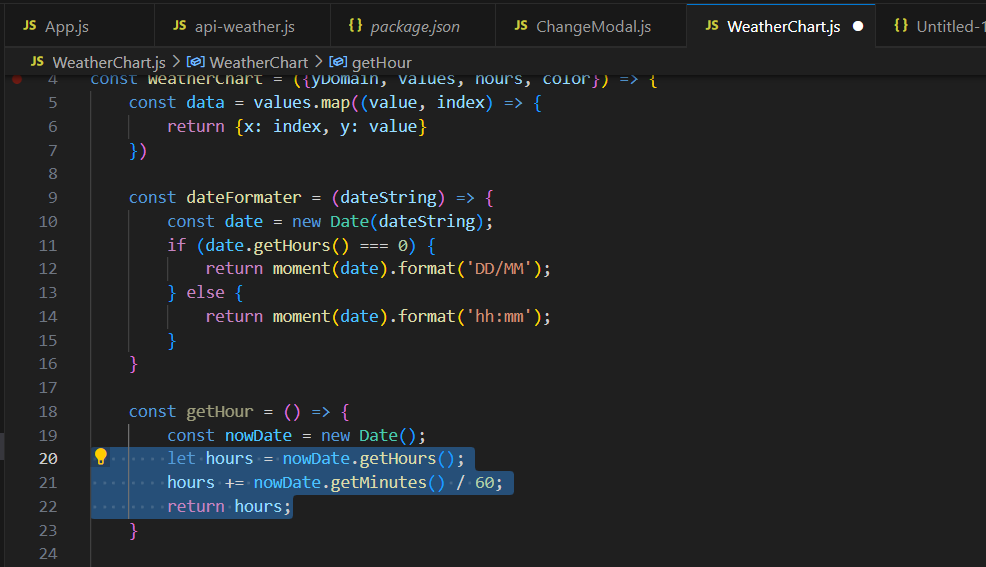 JS App.js JS api-weather.js {} package.json JS ChangeModal.js JS WeatherChart.js ● {} Untitled-1
JS WeatherChart.js > WeatherChart > getHour
4 const WeatherChart = ({yDomain, values, hours, color}) => {
5 const data = values.map((value, index) => {
6 return {x: index, y: value}
7 })
8
9 const dateFormater = (dateString) => {
10 const date = new Date(dateString);
11 if (date.getHours() === 0) {
12 return moment(date).format('DD/MM');
13 } else {
14 return moment(date).format('hh:mm');
15 }
16 }
17
18 const getHour = () => {
19 const nowDate = new Date();
20 let hours = nowDate.getHours();
21 hours += nowDate.getMinutes() / 60;
22 return hours;
23 }
24